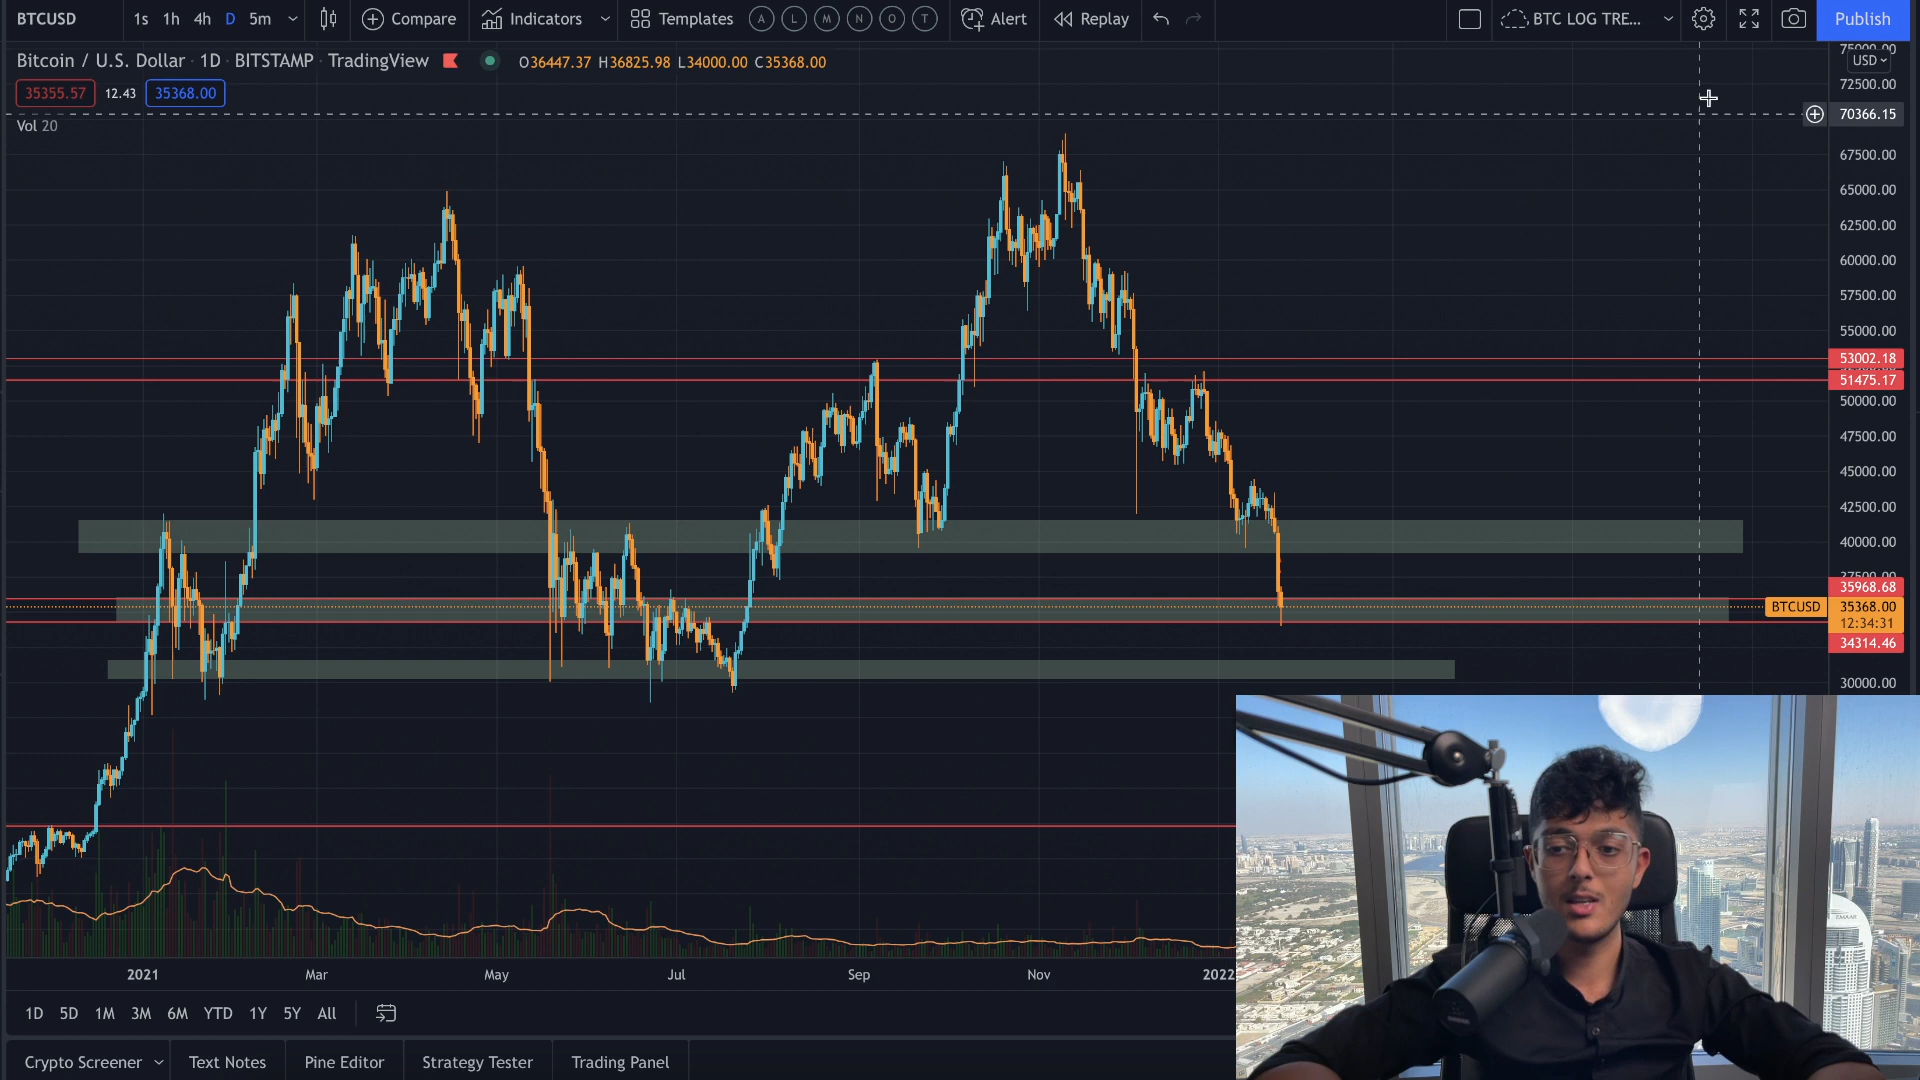 BTCUSD 1s 1h 4h D 5m Compare Indicators Templates A L M N O T Alert Replay BTC LOG TRE... Publish
Bitcoin / U.S. Dollar · 1D · BITSTAMP · TradingView O36447.37 H36825.98 L34000.00 C35368.00
35355.57 12.43 35368.00
Vol 20
75000.00
USD
72500.00
70366.15
67500.00
65000.00
62500.00
60000.00
57500.00
55000.00
53002.18
51475.17
50000.00
47500.00
45000.00
42500.00
40000.00
37500.00
35968.68
BTCUSD 35368.00
12:34:31
34314.46
30000.00
EMAAR
2021 Mar May Jul Sep Nov 2022
1D 5D 1M 3M 6M YTD 1Y 5Y All
Crypto Screener Text Notes Pine Editor Strategy Tester Trading Panel